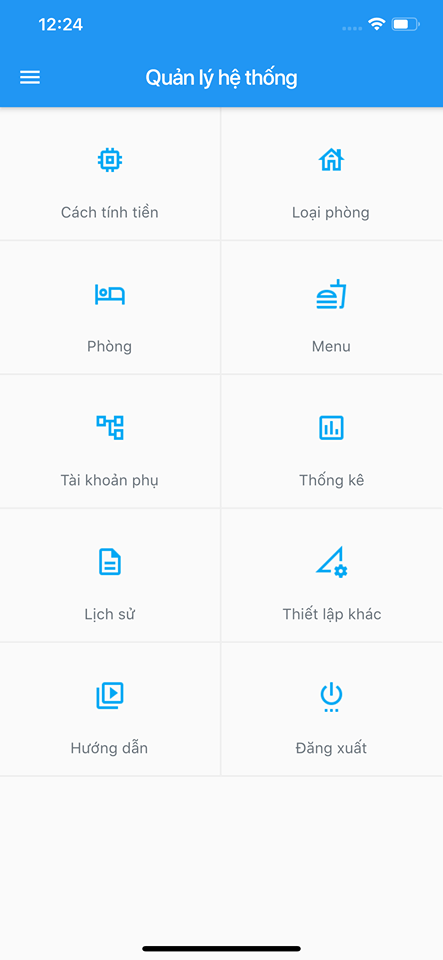 12:24
Quản lý hệ thống
Cách tính tiền
Loại phòng
Phòng
Menu
Tài khoản phụ
Thống kê
Lịch sử
Thiết lập khác
Hướng dẫn
Đăng xuất